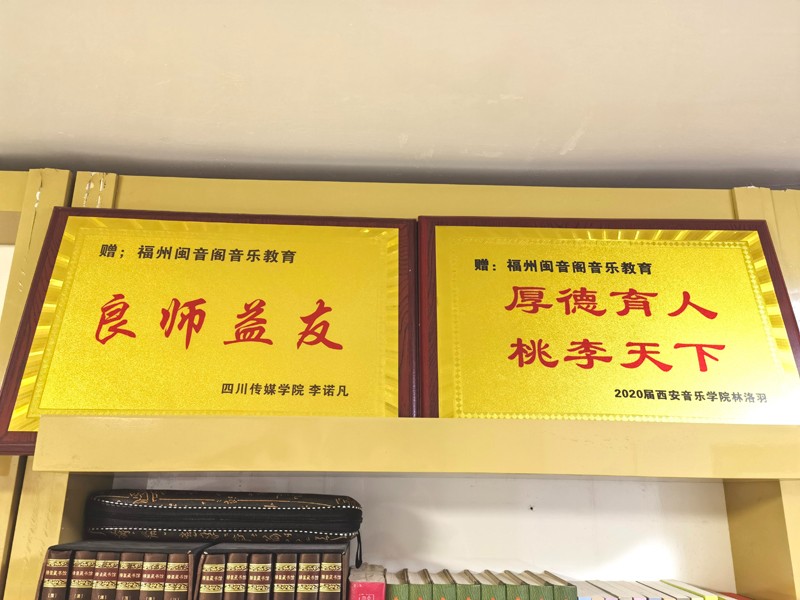 赠；福州闽音阁音乐教育
良师益友
四川传媒学院 李诺凡
赠：福州闽音阁音乐教育
厚德育人
桃李天下
2020届西安音乐学院林洛羽